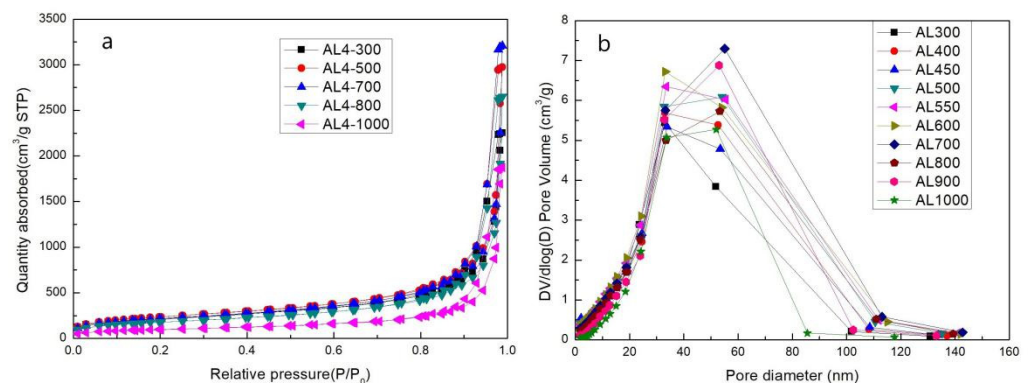 a
AL4-300
AL4-500
AL4-700
AL4-800
AL4-1000
Quantity absorbed(cm³/g STP)
3500
3000
2500
2000
1500
1000
500
0
0.0 0.2 0.4 0.6 0.8 1.0
Relative pressure(P/P₀)
b
AL300
AL400
AL450
AL500
AL550
AL600
AL700
AL800
AL900
AL1000
DV/dlog(D) Pore Volume (cm³/g)
8
7
6
5
4
3
2
1
0
0 20 40 60 80 100 120 140 160
Pore diameter (nm)